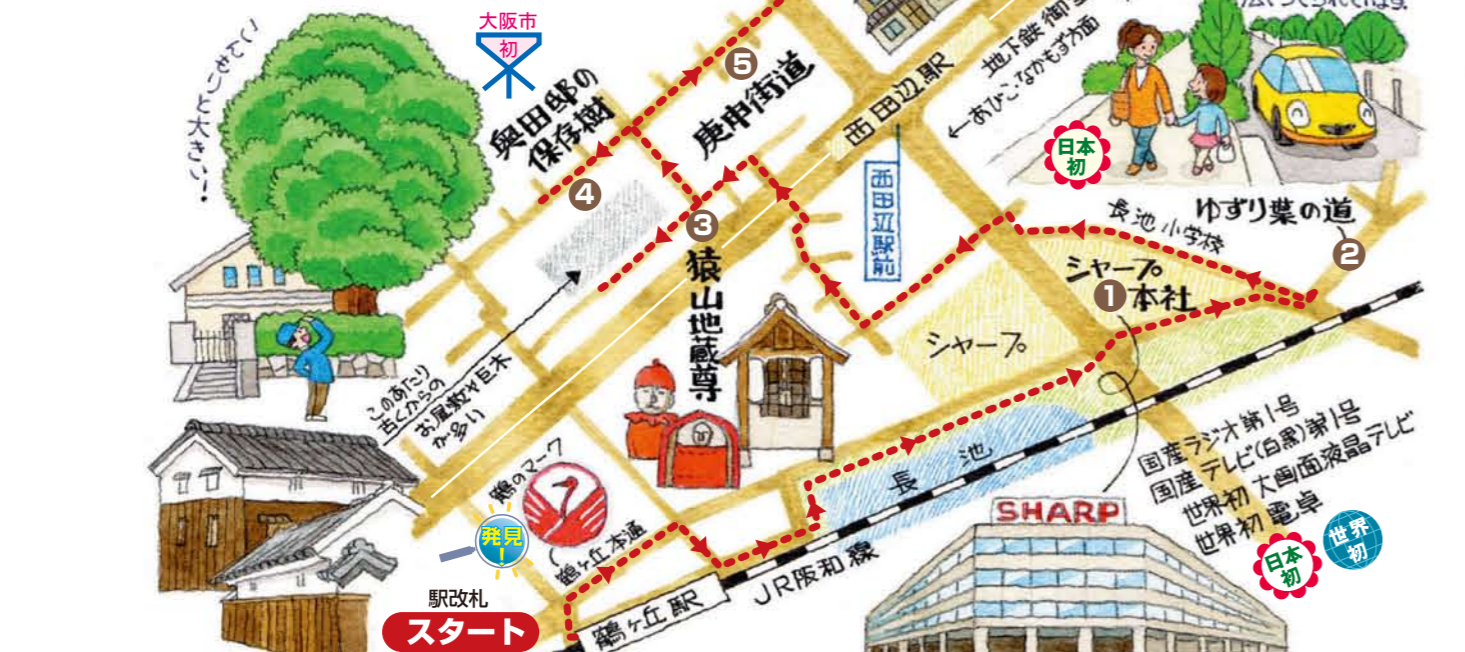 大阪市
初
とてもでっかく大きい…
奥田邸の
保存樹
5
庚申街道
4
西田辺駅
西田辺駅前
←あびこ・なかもず方面
日本
初
ゆずり葉の道
2
長池小学校
シャープ
本社
1
シャープ
3
猿山地蔵尊
このあたり
古くからの
お屋敷や巨木
が多い
鶴のマーク
発見
!
鶴ヶ丘本通
駅改札
スタート
鶴ヶ丘駅
JR阪和線
長池
SHARP
国産ラジオ第1号
国産テレビ(白黒)第1号
世界初 大画面液晶テレビ
世界初 電卓
日本
初
世界
初